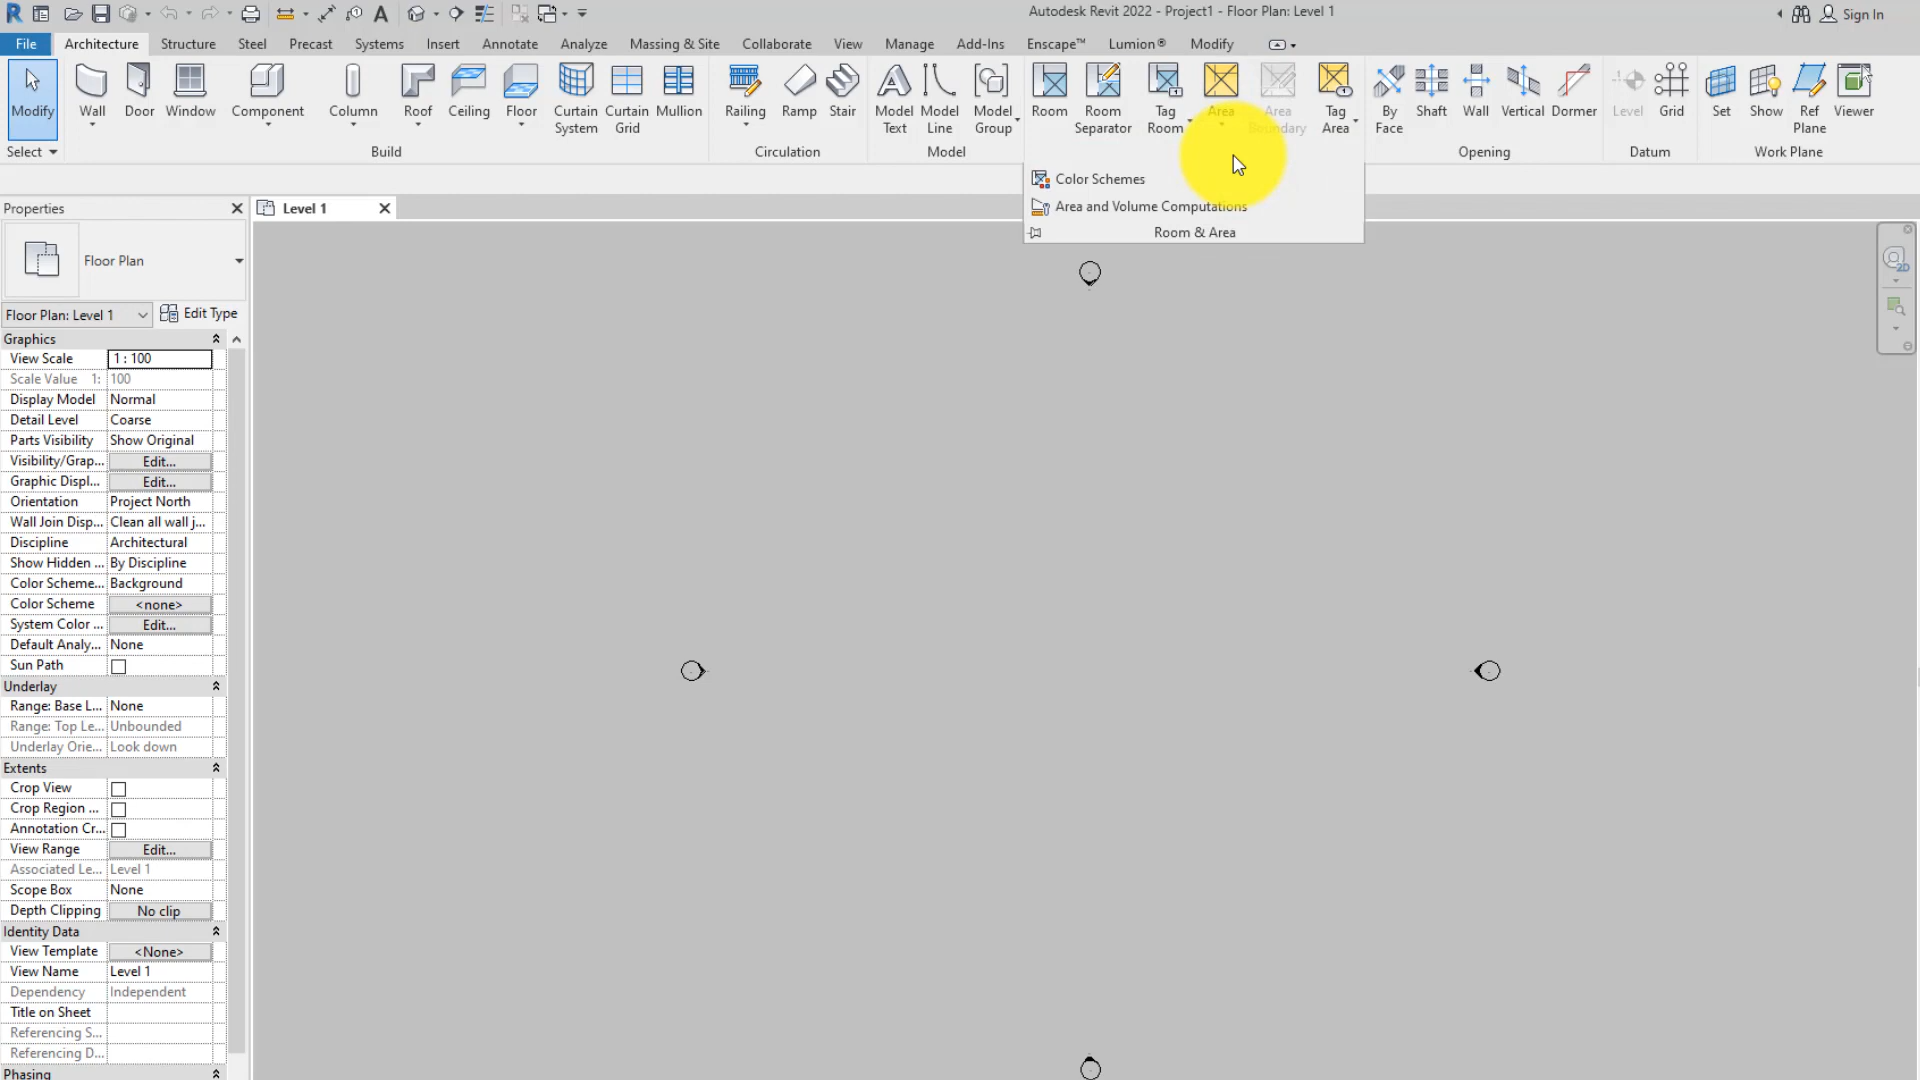 Autodesk Revit 2022 - Project1 - Floor Plan: Level 1
Sign In
File Architecture Structure Steel Precast Systems Insert Annotate Analyze Massing & Site Collaborate View Manage Add-Ins Enscape™ Lumion® Modify
Modify Wall Door Window Component Column Roof Ceiling Floor Curtain System Curtain Grid Mullion Railing Ramp Stair Model Text Model Line Model Group Room Room Separator Tag Room Area Area Boundary Tag Area By Face Shaft Wall Vertical Dormer Level Grid Set Show Ref Plane Viewer
Select Build Circulation Model Opening Datum Work Plane
Color Schemes
Area and Volume Computations
Room & Area
Properties
Level 1
Floor Plan
Floor Plan: Level 1 Edit Type
Graphics
View Scale 1 : 100
Scale Value 1: 100
Display Model Normal
Detail Level Coarse
Parts Visibility Show Original
Visibility/Grap... Edit...
Graphic Displ... Edit...
Orientation Project North
Wall Join Disp... Clean all wall j...
Discipline Architectural
Show Hidden ... By Discipline
Color Scheme... Background
Color Scheme <none>
System Color ... Edit...
Default Analy... None
Sun Path
Underlay
Range: Base L... None
Range: Top Le... Unbounded
Underlay Orie... Look down
Extents
Crop View
Crop Region ...
Annotation Cr...
View Range Edit...
Associated Le... Level 1
Scope Box None
Depth Clipping No clip
Identity Data
View Template <None>
View Name Level 1
Dependency Independent
Title on Sheet
Referencing S...
Referencing D...
Phasing
2D